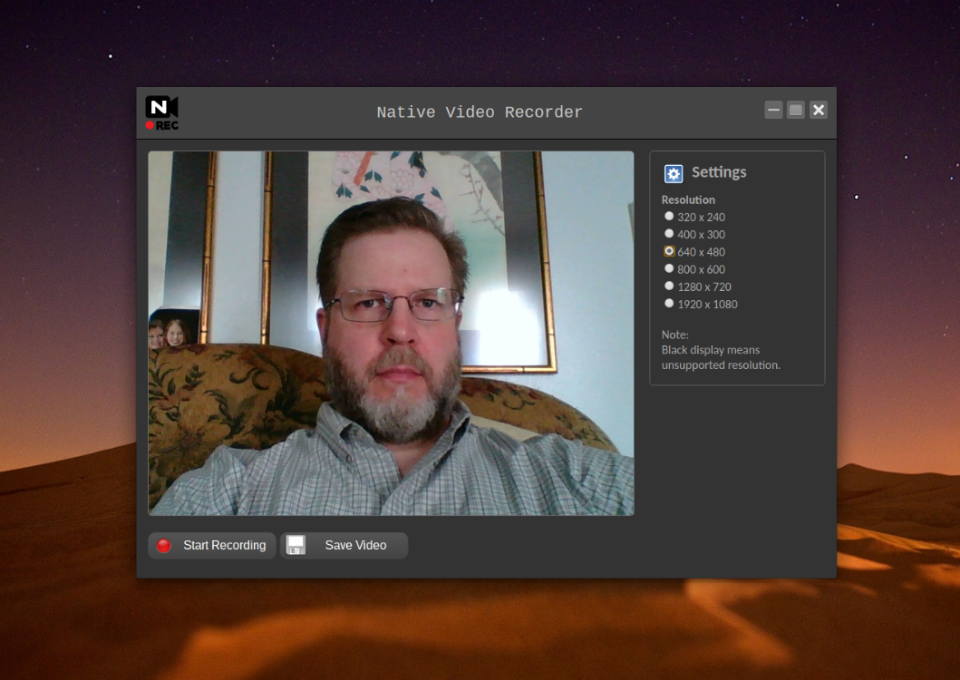 N
REC
Native Video Recorder
Settings
Resolution
320 x 240
400 x 300
640 x 480
800 x 600
1280 x 720
1920 x 1080
Note:
Black display means
unsupported resolution.
Start Recording
Save Video